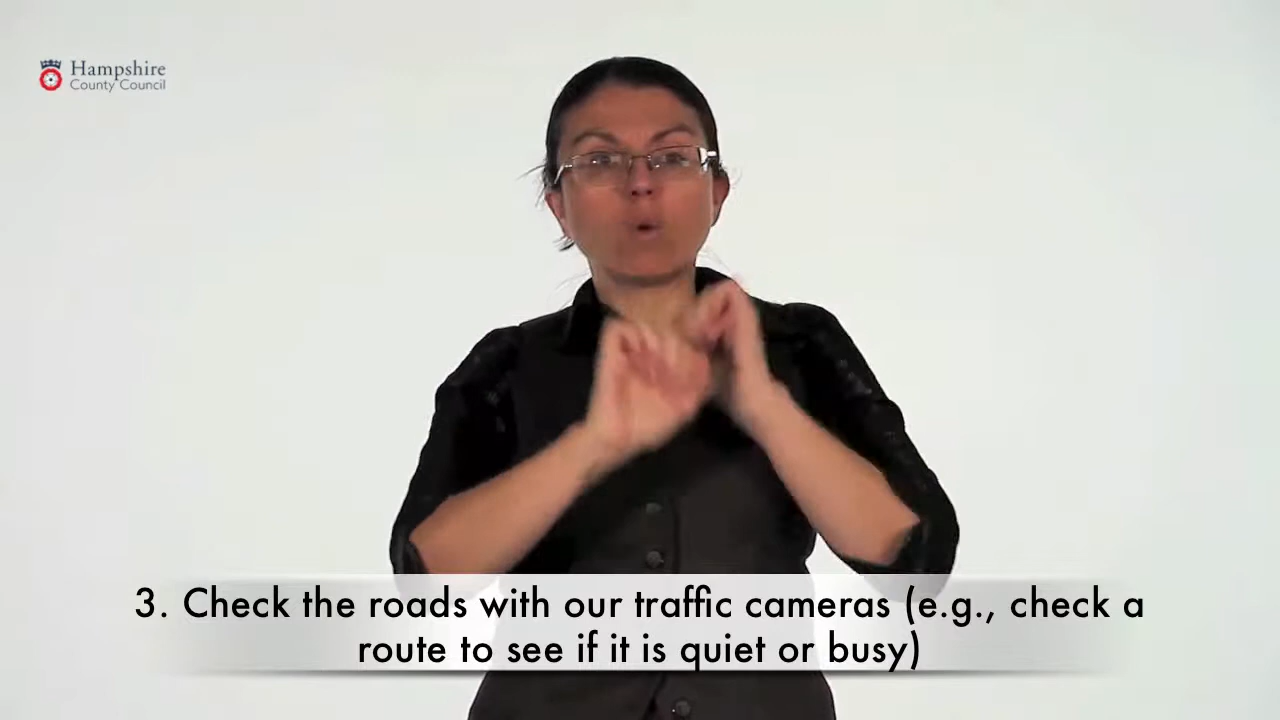 Hampshire
County Council
3. Check the roads with our traffic cameras (e.g., check a
route to see if it is quiet or busy)